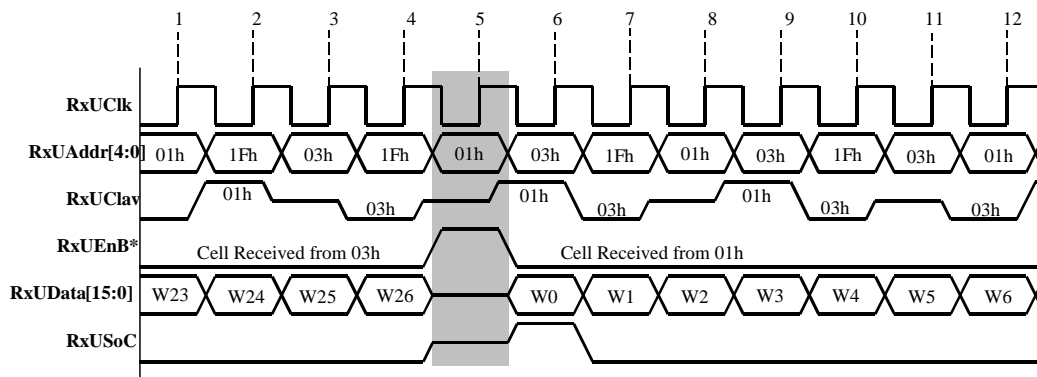 1 2 3 4 5 6 7 8 9 10 11 12
RxUClk
RxUAddr[4:0] 01h 1Fh 03h 1Fh 01h 03h 1Fh 01h 03h 1Fh 03h 01h
RxUClav 01h 03h 01h 03h 01h 03h 03h
RxUEnB* Cell Received from 03h Cell Received from 01h
RxUData[15:0] W23 W24 W25 W26 W0 W1 W2 W3 W4 W5 W6
RxUSoC